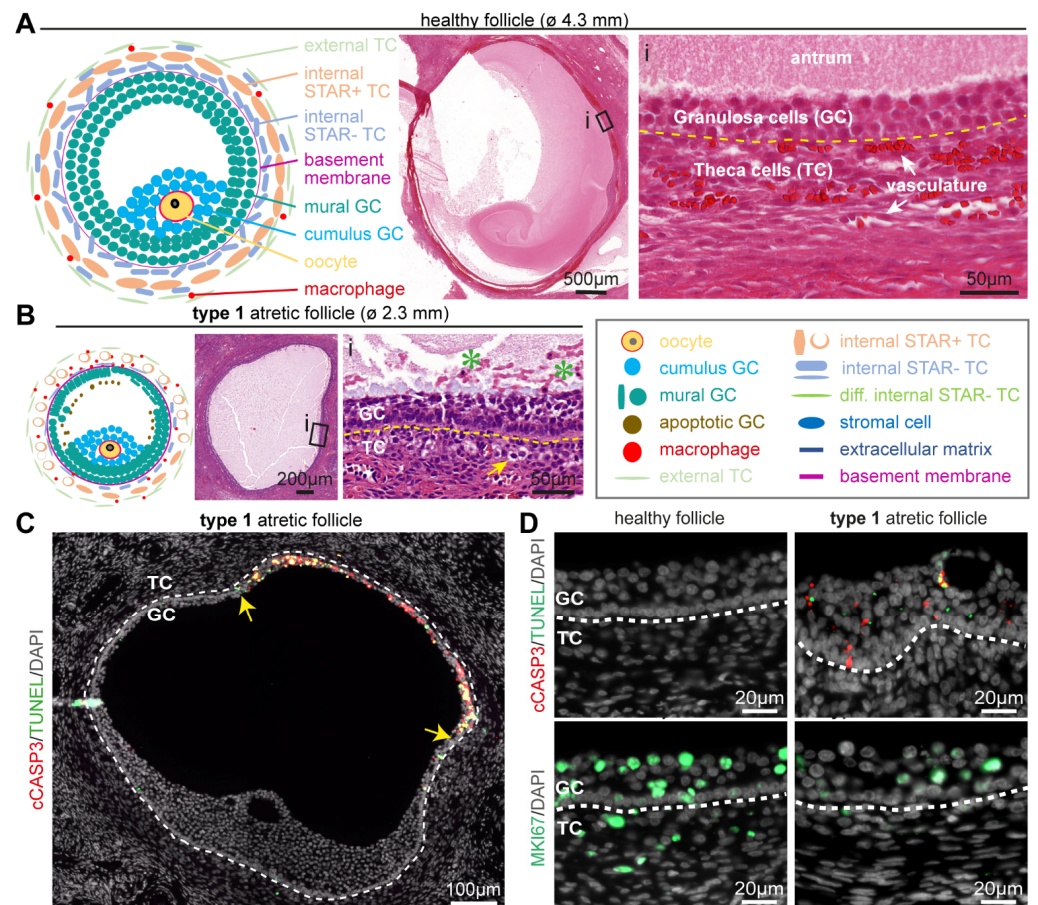 A
healthy follicle (ø 4.3 mm)
external TC
internal
STAR+ TC
internal
STAR- TC
basement
membrane
mural GC
cumulus GC
oocyte
macrophage
i
500µm
i
antrum
Granulosa cells (GC)
Theca cells (TC)
vasculature
50µm
B
type 1 atretic follicle (ø 2.3 mm)
i
200µm
i
*
*
GC
TC
50µm
oocyte
cumulus GC
mural GC
apoptotic GC
macrophage
external TC
internal STAR+ TC
internal STAR- TC
diff. internal STAR- TC
stromal cell
extracellular matrix
basement membrane
C
type 1 atretic follicle
cCASP3/TUNEL/DAPI
TC
GC
100µm
D
healthy follicle
type 1 atretic follicle
cCASP3/TUNEL/DAPI
GC
TC
20µm
20µm
MKI67/DAPI
GC
TC
20µm
20µm